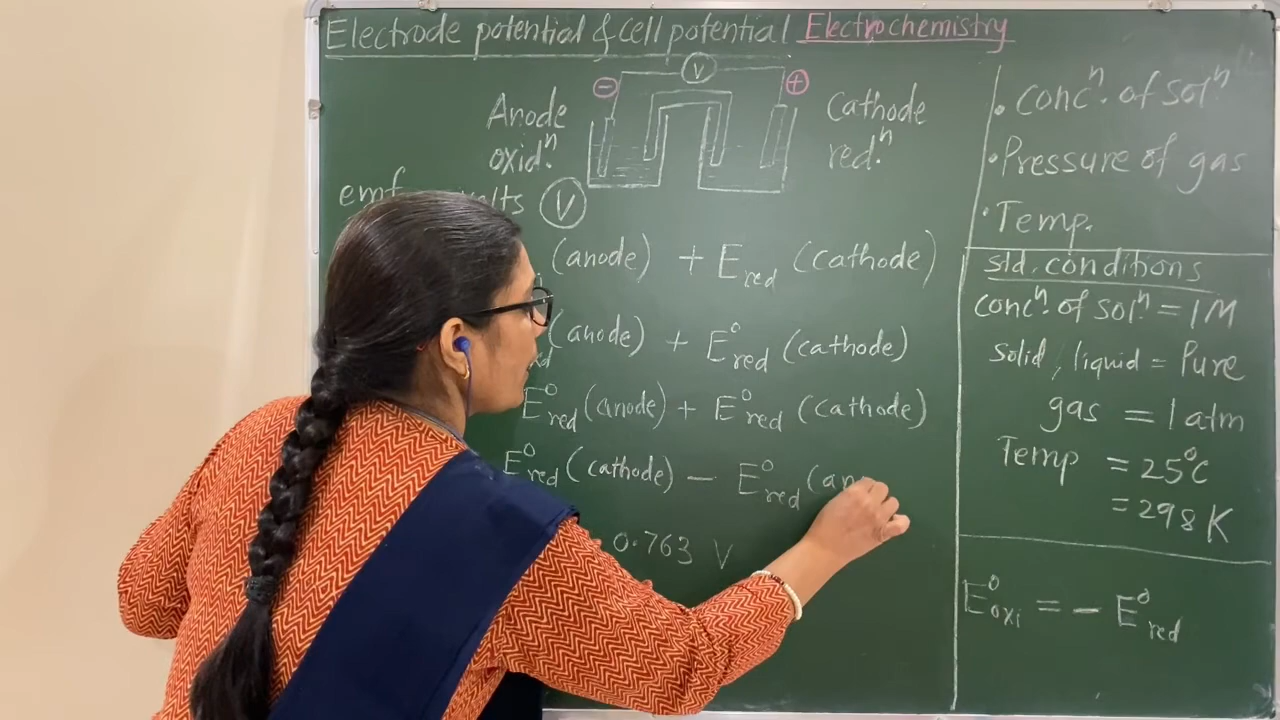 Electrode potential & cell potential Electrochemistry
V
− +
Anode Cathode
oxidⁿ. redⁿ.
emf volts V
(anode) + E_red (cathode)
(anode) + E°_red (cathode)
E°_red (anode) + E°_red (cathode)
E°_red (cathode) − E°_red (an
0.763 V
• Concⁿ. of solⁿ
• Pressure of gas
• Temp.
std. conditions
Concⁿ. of solⁿ. = 1M
Solid, liquid = Pure
gas = 1 atm
Temp = 25°C
= 298 K
E°_oxi = − E°_red